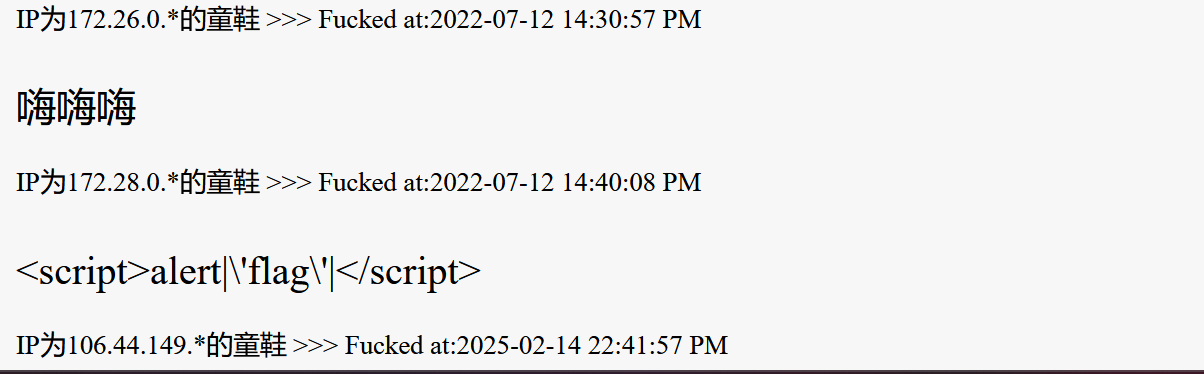 IP为172.26.0.*的童鞋 >>> Fucked at:2022-07-12 14:30:57 PM
嗨嗨嗨
IP为172.28.0.*的童鞋 >>> Fucked at:2022-07-12 14:40:08 PM
<script>alert|\'flag\'|</script>
IP为106.44.149.*的童鞋 >>> Fucked at:2025-02-14 22:41:57 PM